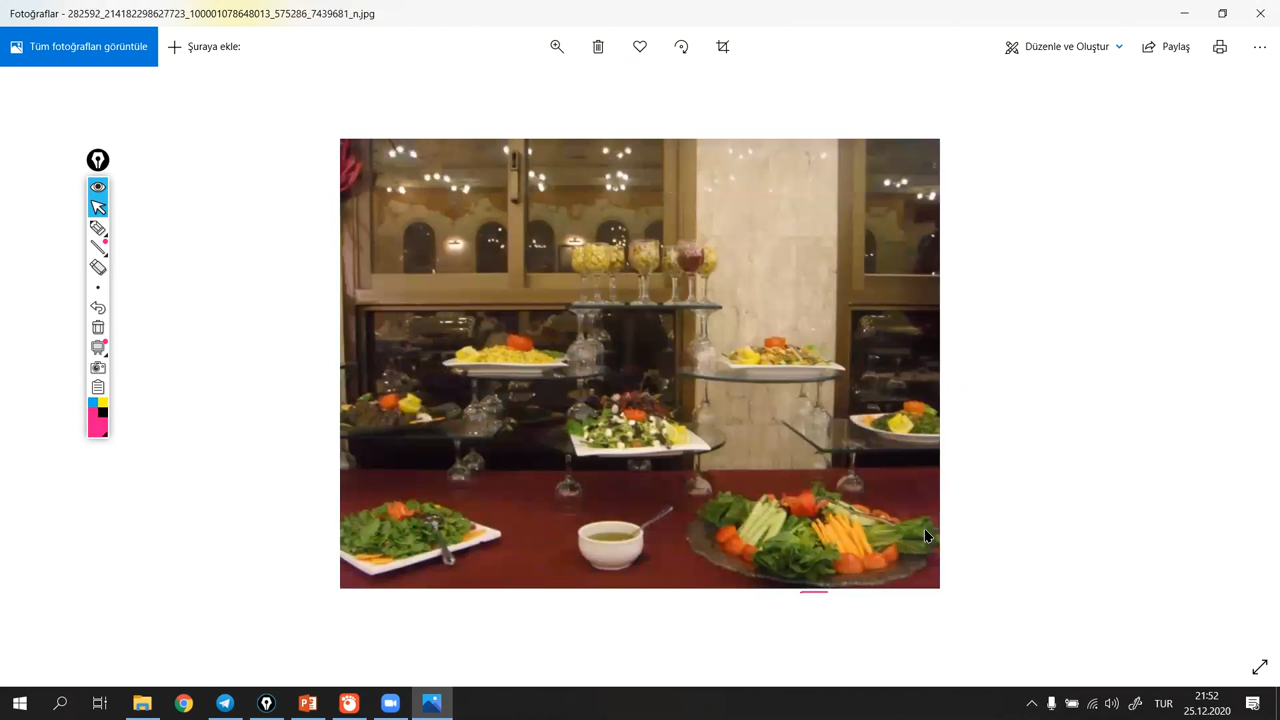 Fotoğraflar - 282592_214182298627723_100001078648013_575286_7439681_n.jpg
Tüm fotoğrafları görüntüle
Şuraya ekle:
Düzenle ve Oluştur
Paylaş
TUR
21:52
25.12.2020